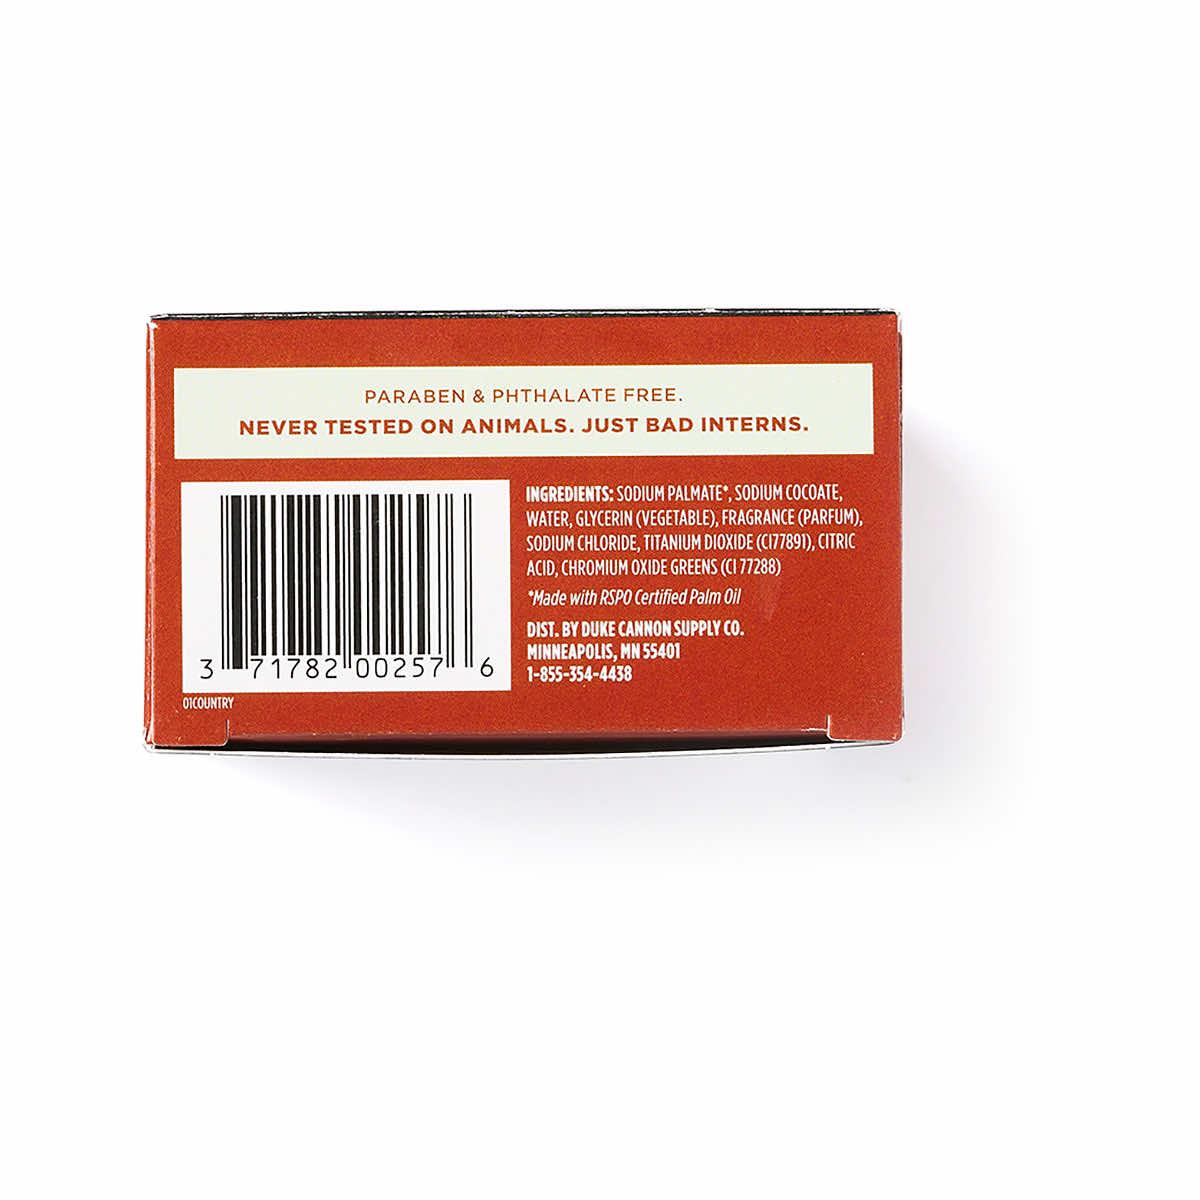 PARABEN & PHTHALATE FREE.
NEVER TESTED ON ANIMALS. JUST BAD INTERNS.
INGREDIENTS: SODIUM PALMATE*, SODIUM COCOATE,
WATER, GLYCERIN (VEGETABLE), FRAGRANCE (PARFUM),
SODIUM CHLORIDE, TITANIUM DIOXIDE (CI77891), CITRIC
ACID, CHROMIUM OXIDE GREENS (CI 77288)
*Made with RSPO Certified Palm Oil
DIST. BY DUKE CANNON SUPPLY CO.
MINNEAPOLIS, MN 55401
1-855-354-4438
3 71782 00257 6
01COUNTRY